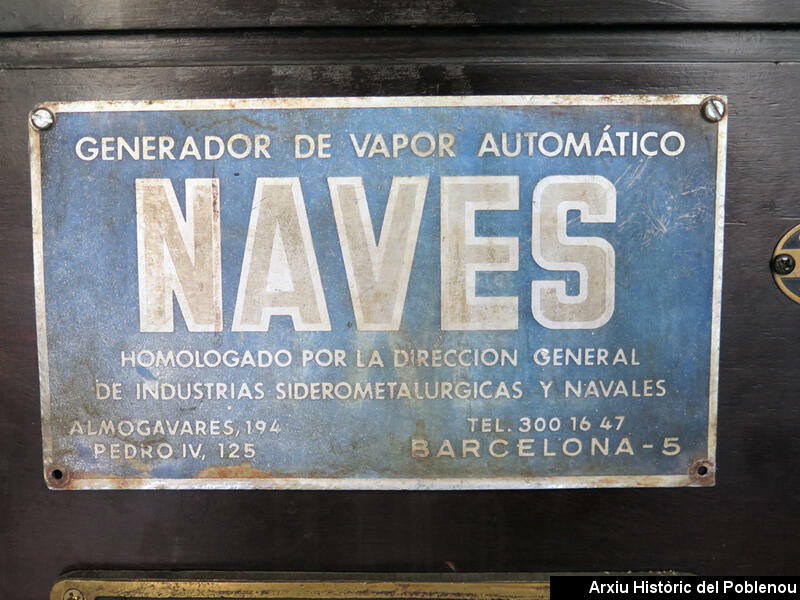 GENERADOR DE VAPOR AUTOMÁTICO
NAVES
HOMOLOGADO POR LA DIRECCION GENERAL
DE INDUSTRIAS SIDEROMETALURGICAS Y NAVALES
ALMOGAVARES, 194 TEL. 300 16 47
PEDRO IV, 125 BARCELONA-5
Arxiu Històric del Poblenou